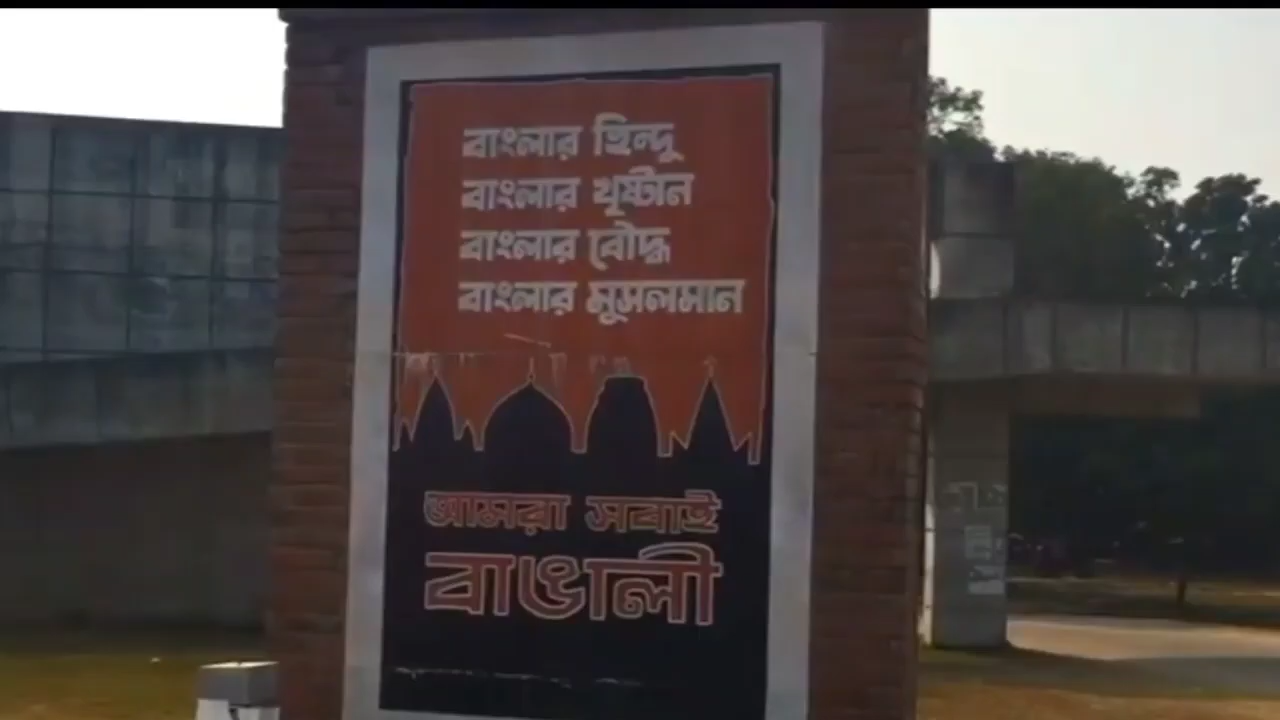 বাংলার হিন্দু
বাংলার খৃষ্টান
বাংলার বৌদ্ধ
বাংলার মুসলমান
আমরা সবাই
বাঙালী